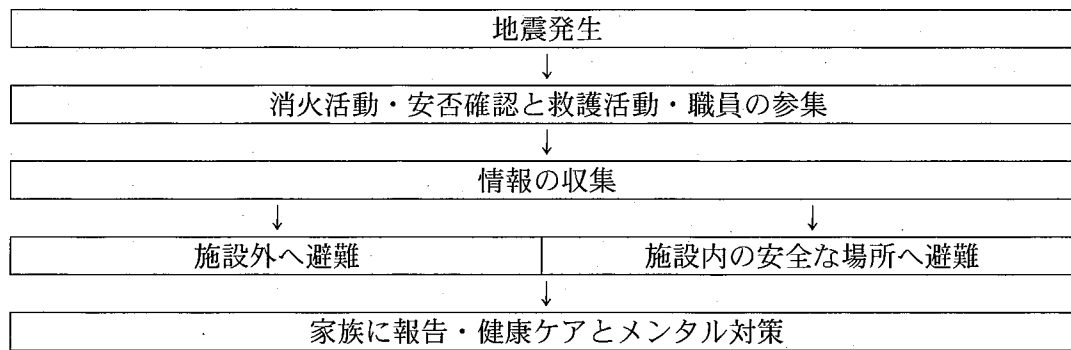 地震発生
↓
消火活動・安否確認と救護活動・職員の参集
↓
情報の収集
↓ ↓
施設外へ避難 施設内の安全な場所へ避難
↓
家族に報告・健康ケアとメンタル対策